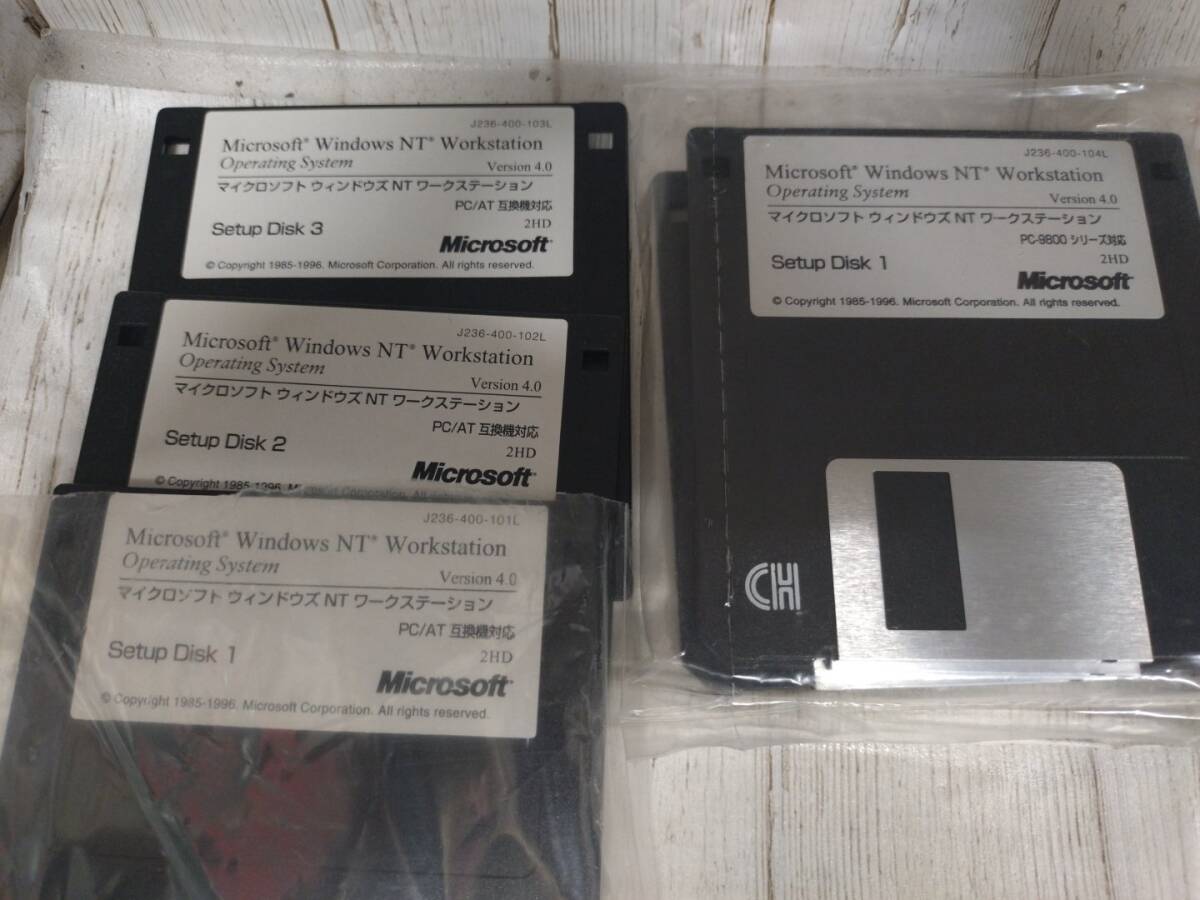 J236-400-103L
Microsoft® Windows NT® Workstation
Operating System
Version 4.0
マイクロソフト ウィンドウズ NT ワークステーション
PC/AT 互換機対応
2HD
Setup Disk 3
Microsoft®
© Copyright 1985-1996. Microsoft Corporation. All rights reserved.
J236-400-102L
Microsoft® Windows NT® Workstation
Operating System
Version 4.0
マイクロソフト ウィンドウズ NT ワークステーション
PC/AT 互換機対応
2HD
Setup Disk 2
Microsoft®
© Copyright 1985-1996. Microsoft Corporation. All rights
J236-400-101L
Microsoft® Windows NT® Workstation
Operating System
Version 4.0
マイクロソフト ウィンドウズ NT ワークステーション
PC/AT 互換機対応
2HD
Setup Disk 1
Microsoft®
© Copyright 1985-1996. Microsoft Corporation. All rights reserved.
J236-400-104L
Microsoft® Windows NT® Workstation
Operating System
Version 4.0
マイクロソフト ウィンドウズ NT ワークステーション
PC-9800 シリーズ対応
2HD
Setup Disk 1
Microsoft®
© Copyright 1985-1996. Microsoft Corporation. All rights reserved.
CH